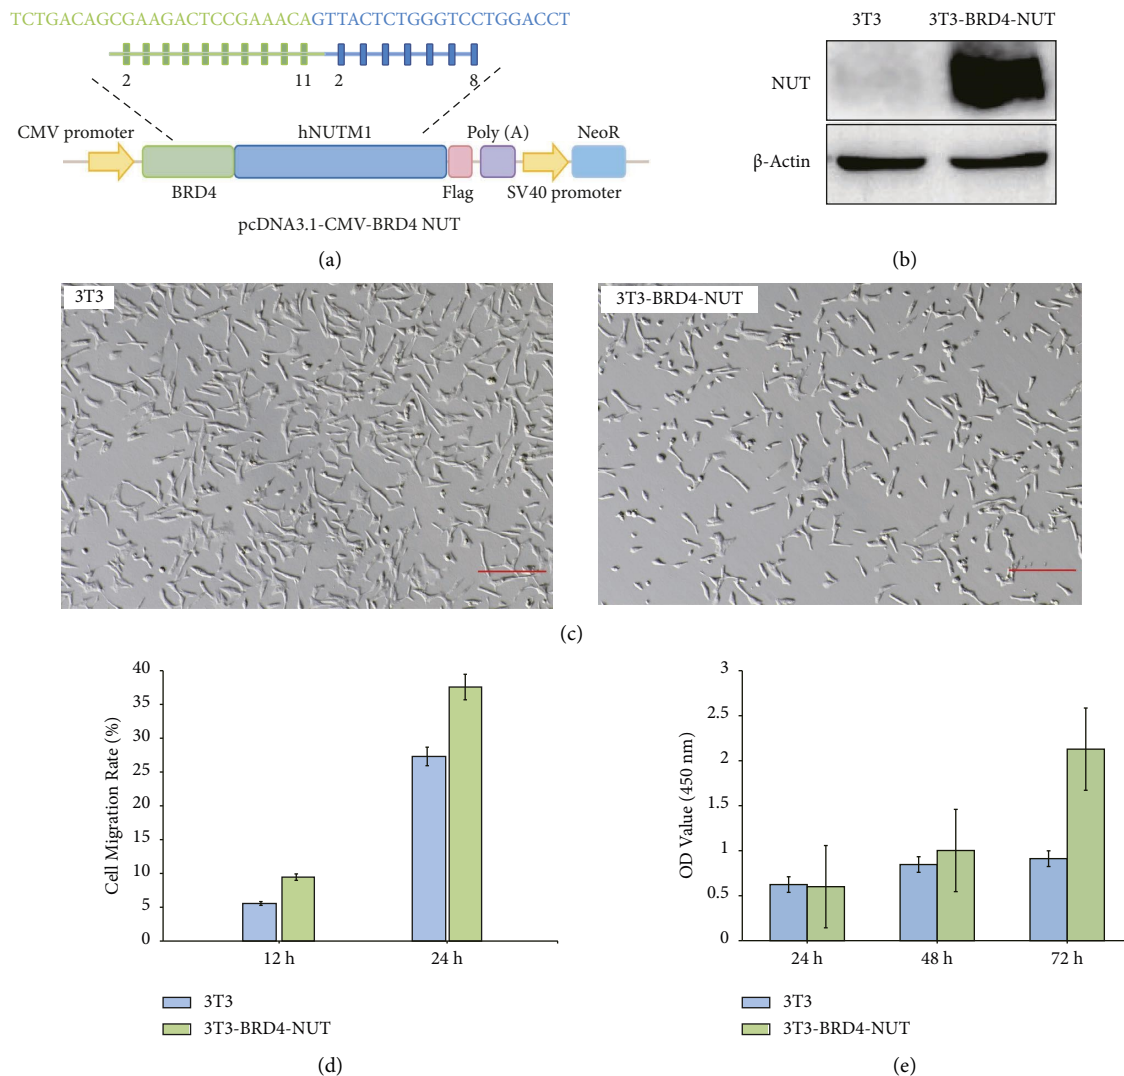 TCTGACAGCGAAGACTCCGAAACAGTTACTCTGGGTCCTGGACCT
2 11 2 8
CMV promoter hNUTM1 Poly (A) NeoR
BRD4 Flag SV40 promoter
pcDNA3.1-CMV-BRD4 NUT
(a)
3T3 3T3-BRD4-NUT
NUT
β-Actin
(b)
3T3
3T3-BRD4-NUT
(c)
Cell Migration Rate (%)
40
35
30
25
20
15
10
5
0
12 h 24 h
3T3
3T3-BRD4-NUT
(d)
OD Value (450 nm)
3
2.5
2
1.5
1
0.5
0
24 h 48 h 72 h
3T3
3T3-BRD4-NUT
(e)